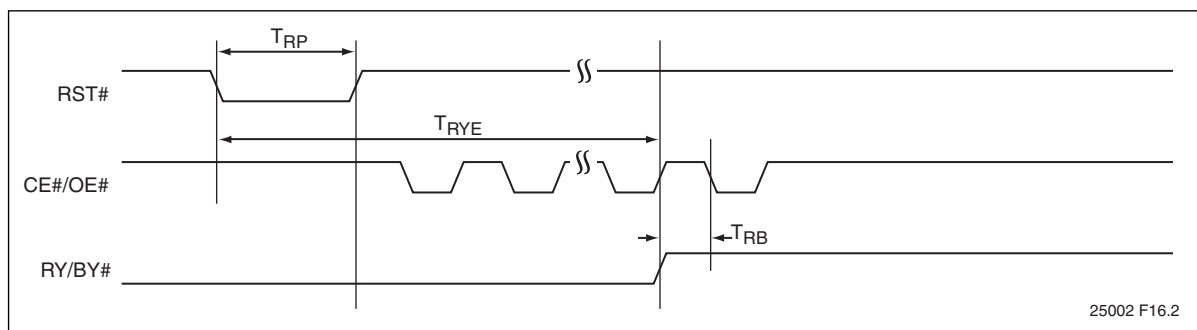 TRP
RST#
TRYE
CE#/OE#
TRB
RY/BY#
25002 F16.2